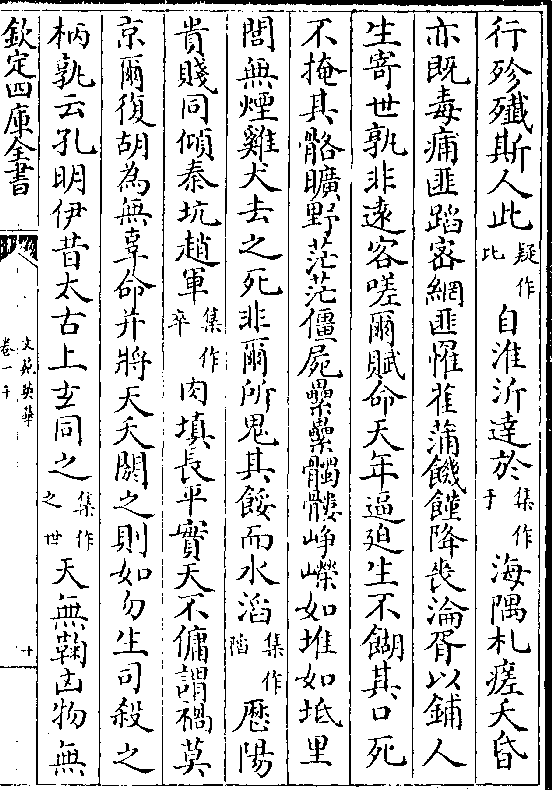 行殄殲斯人此疑作比自淮沂達於集作于海隅札瘥夭昏
亦既毒痛匪蹈密網匪懼萑蒲饑饉降喪淪胥以鋪人
生寄世孰非遠客嗟爾賦命天年逼廹生不餬其口死
不掩其骼曠野茫茫僵屍纍纍髑髏崢嶸如堆如坻里
閭無煙雞犬去之死非爾所鬼其餒而水滔集作㴞歴陽
貴賤同傾秦坑趙軍集作卒肉填長平實天不傭謂禍莫
京爾復胡為無辜命并將天夭閼之則如勿生司殺之
柄孰云孔明伊昔太古上玄同之集作之世天無鞠凶物無
欽定四庫全書
文苑英華
卷一千
十